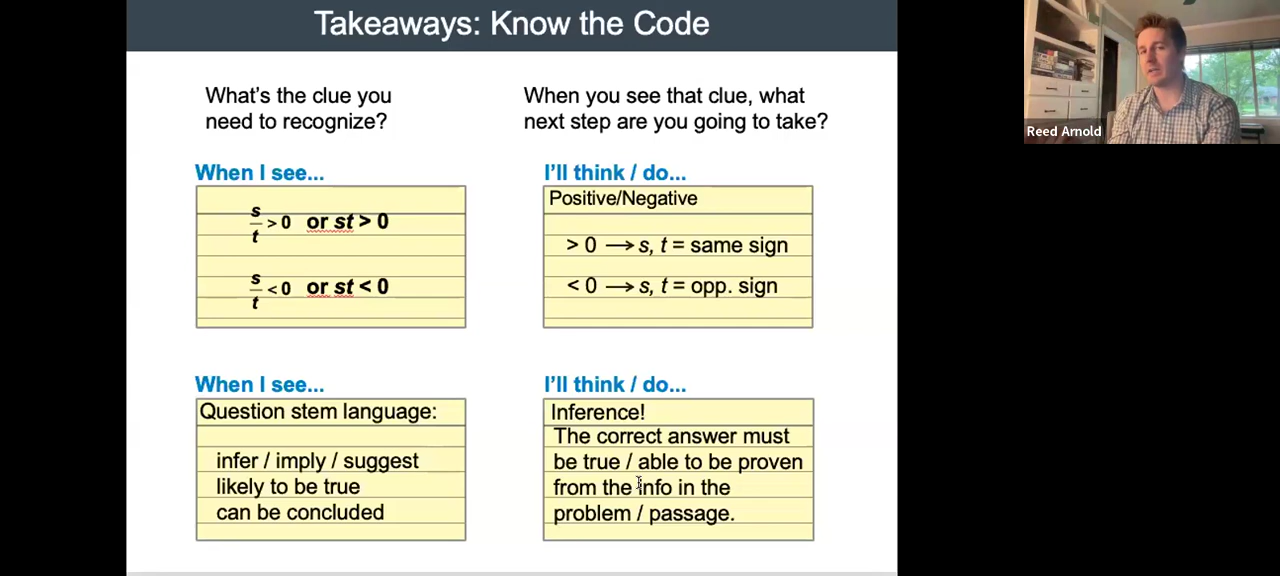 Takeaways: Know the Code
Reed Arnold
What's the clue you
need to recognize?
When you see that clue, what
next step are you going to take?
When I see...
s/t > 0 or st > 0
s/t < 0 or st < 0
I'll think / do...
Positive/Negative
> 0 → s, t = same sign
< 0 → s, t = opp. sign
When I see...
Question stem language:
infer / imply / suggest
likely to be true
can be concluded
I'll think / do...
Inference!
The correct answer must
be true / able to be proven
from the info in the
problem / passage.